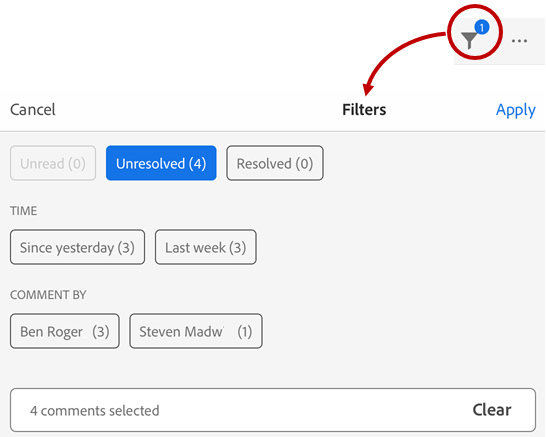 1
Cancel Filters Apply
Unread (0) Unresolved (4) Resolved (0)
TIME
Since yesterday (3) Last week (3)
COMMENT BY
Ben Roger (3) Steven Madw (1)
4 comments selected Clear